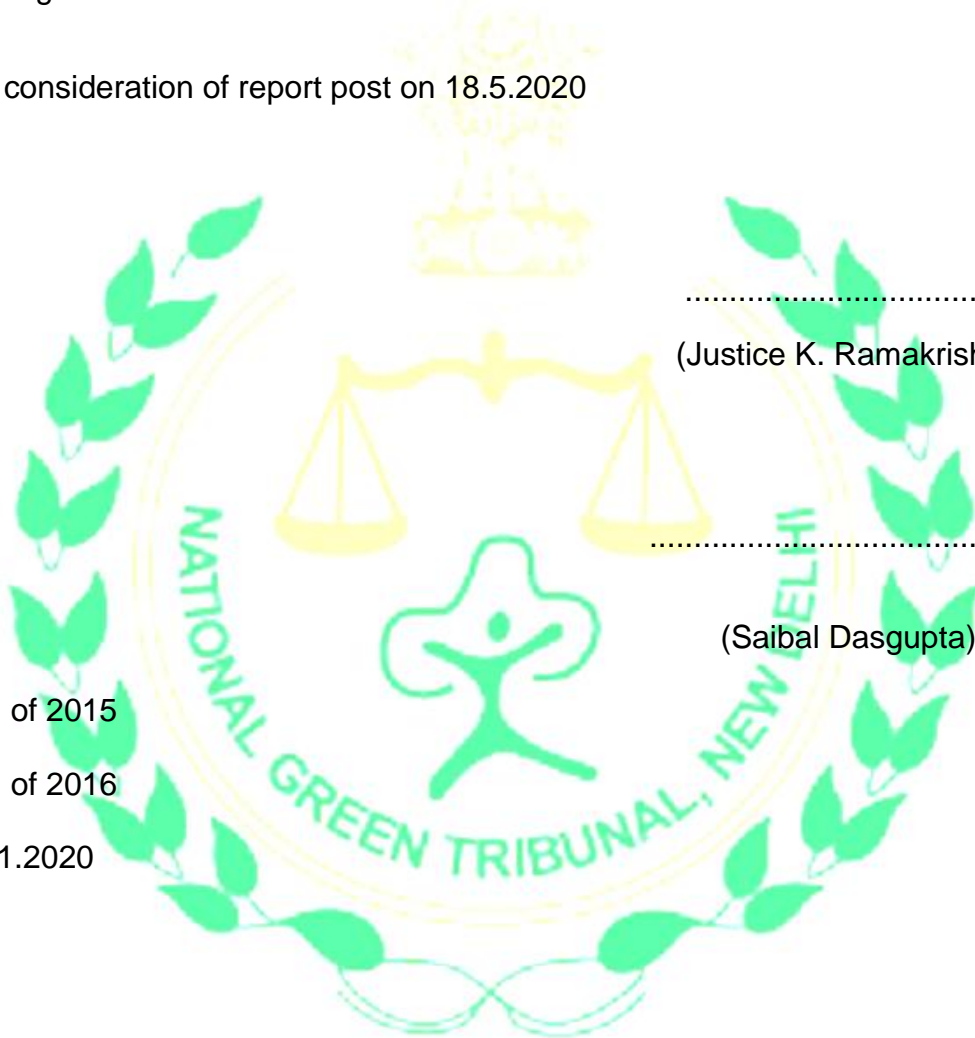 consideration of report post on 18.5.2020
...................................
(Justice K. Ramakrish
...................................
(Saibal Dasgupta)
of 2015
of 2016
1.2020
NATIONAL GREEN TRIBUNAL, NEW DELHI